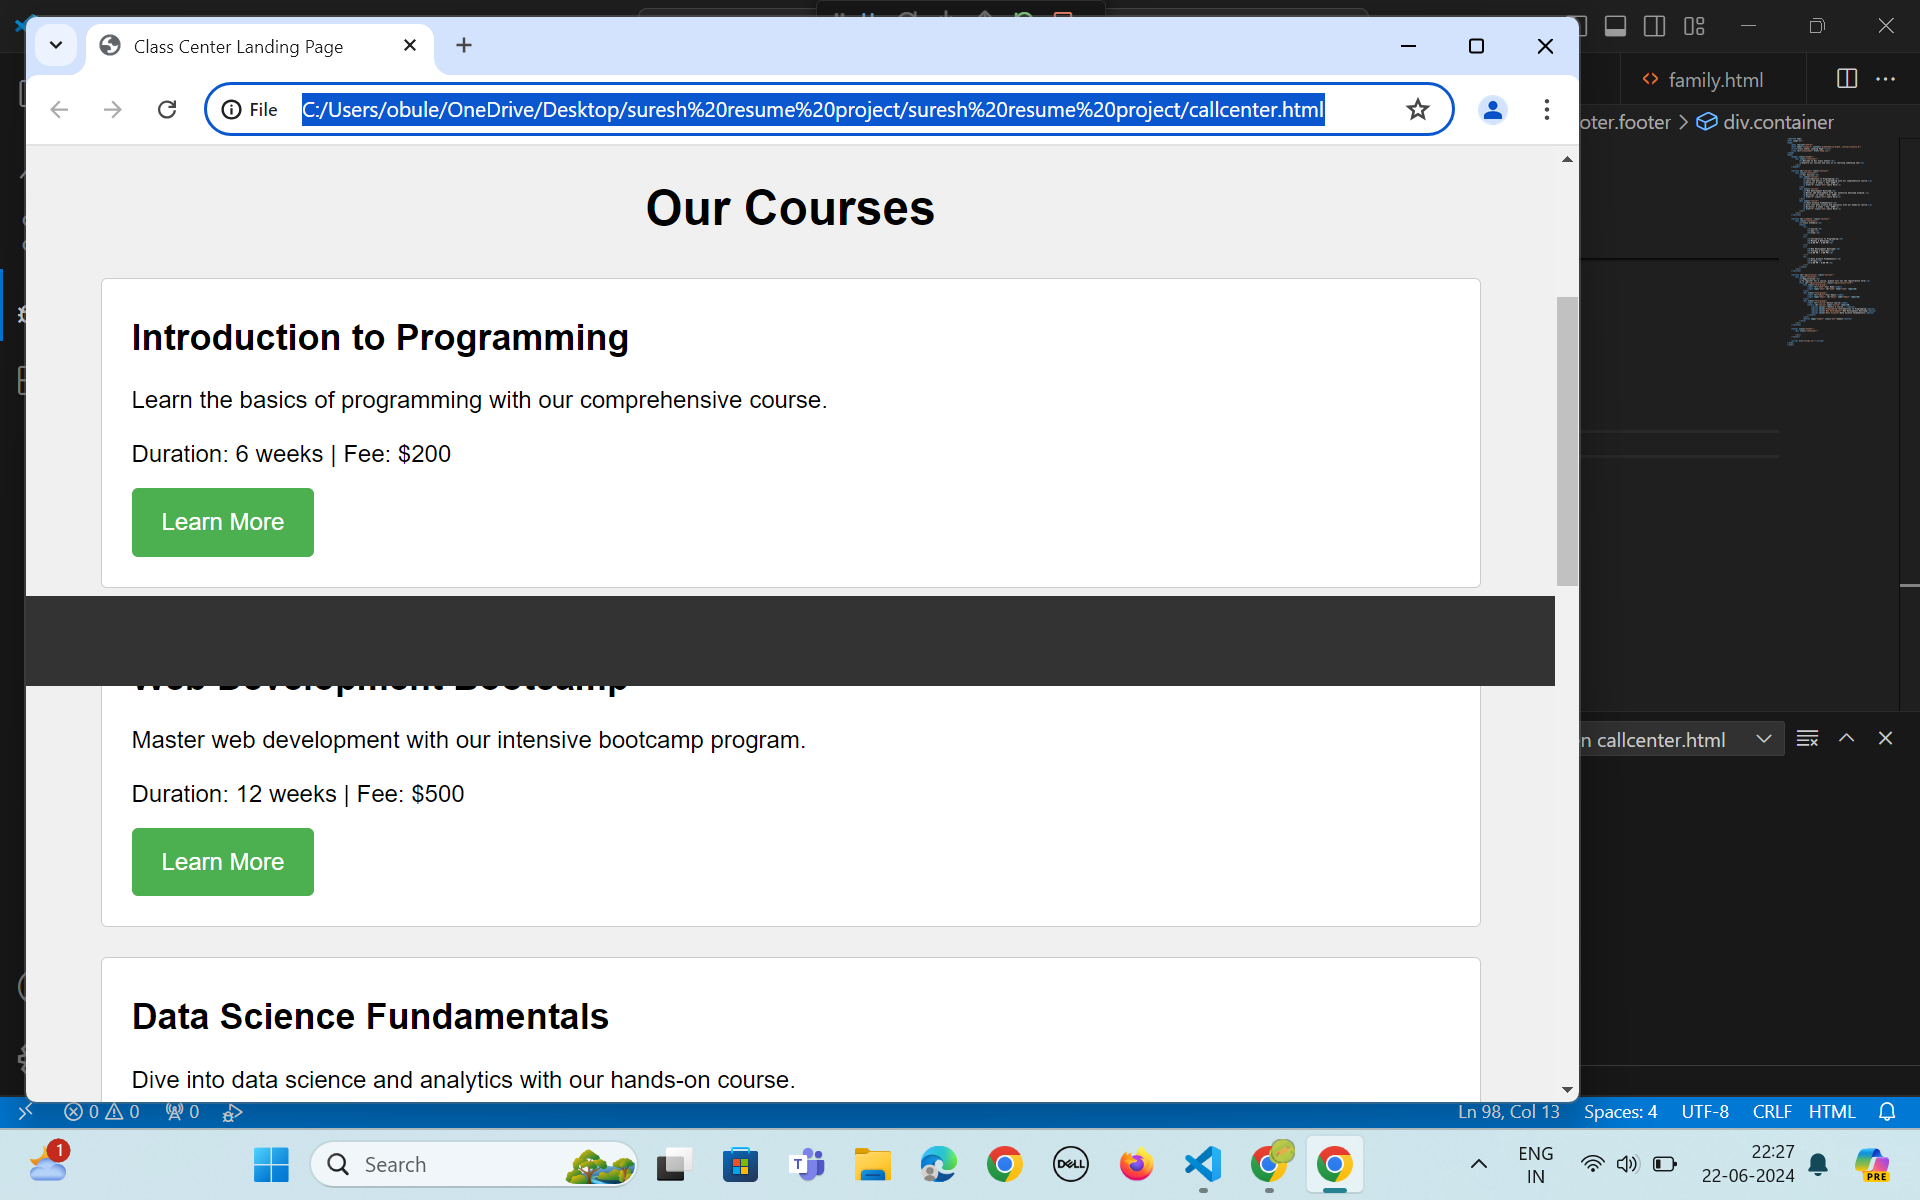 Class Center Landing Page
File C:/Users/obule/OneDrive/Desktop/suresh%20resume%20project/suresh%20resume%20project/callcenter.html
family.html
oter.footer > div.container
Our Courses
Introduction to Programming
Learn the basics of programming with our comprehensive course.
Duration: 6 weeks | Fee: $200
Learn More
Web Development Bootcamp
Master web development with our intensive bootcamp program.
Duration: 12 weeks | Fee: $500
Learn More
n callcenter.html
Data Science Fundamentals
Dive into data science and analytics with our hands-on course.
0 0 0 Ln 98, Col 13 Spaces: 4 UTF-8 CRLF HTML
1
Search
DELL
T
ENG
IN
22:27
22-06-2024
PRE